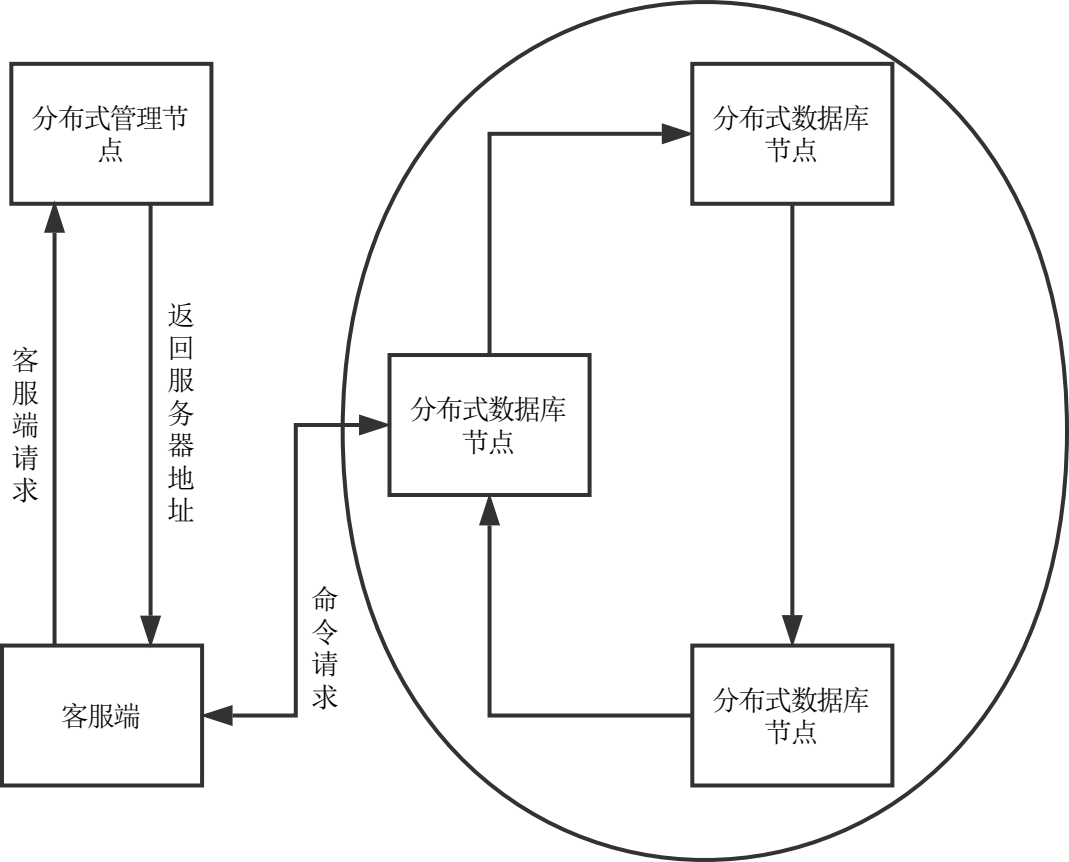 分布式管理节
点
分布式数据库
节点
返回服务器地址
客服端请求
分布式数据库
节点
命令请求
客服端
分布式数据库
节点